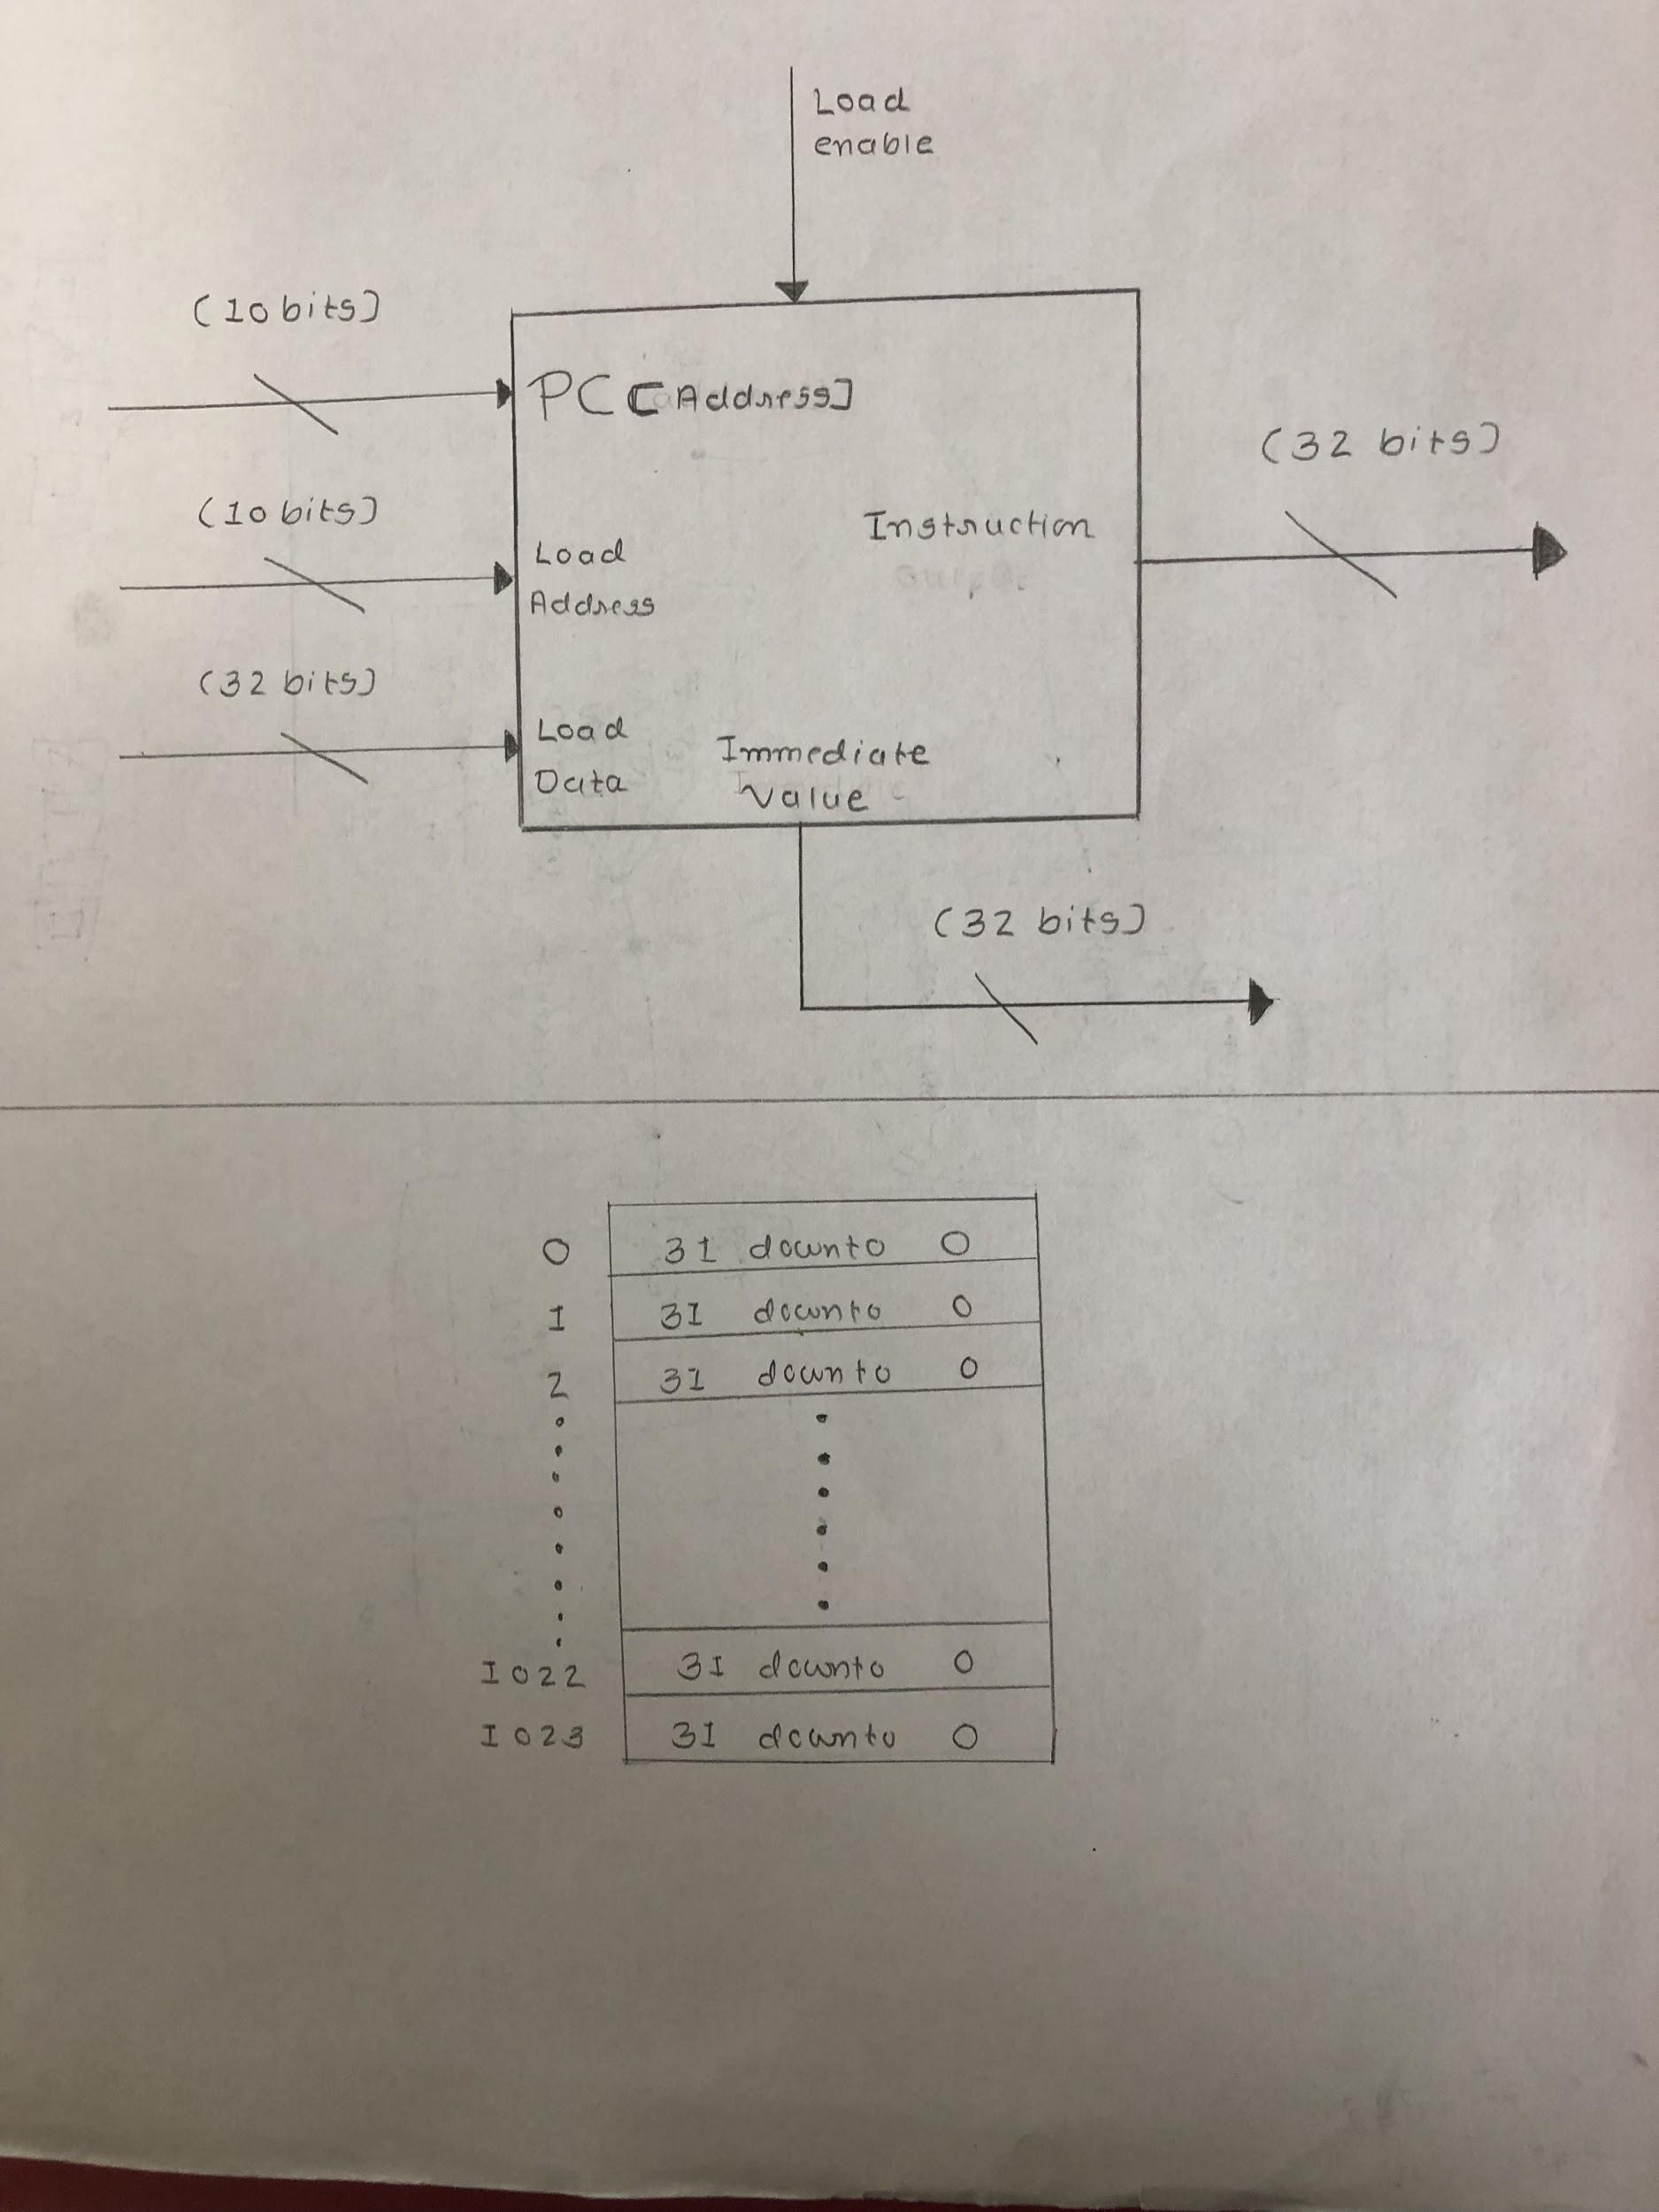 Load
enable
(10 bits)
PC [Address]
(32 bits)
(10 bits)
Instruction
Load
Address
(32 bits)
Load
Data
Immediate
Value
(32 bits)
0 31 downto 0
1 31 downto 0
2 31 downto 0
1022 31 downto 0
1023 31 downto 0